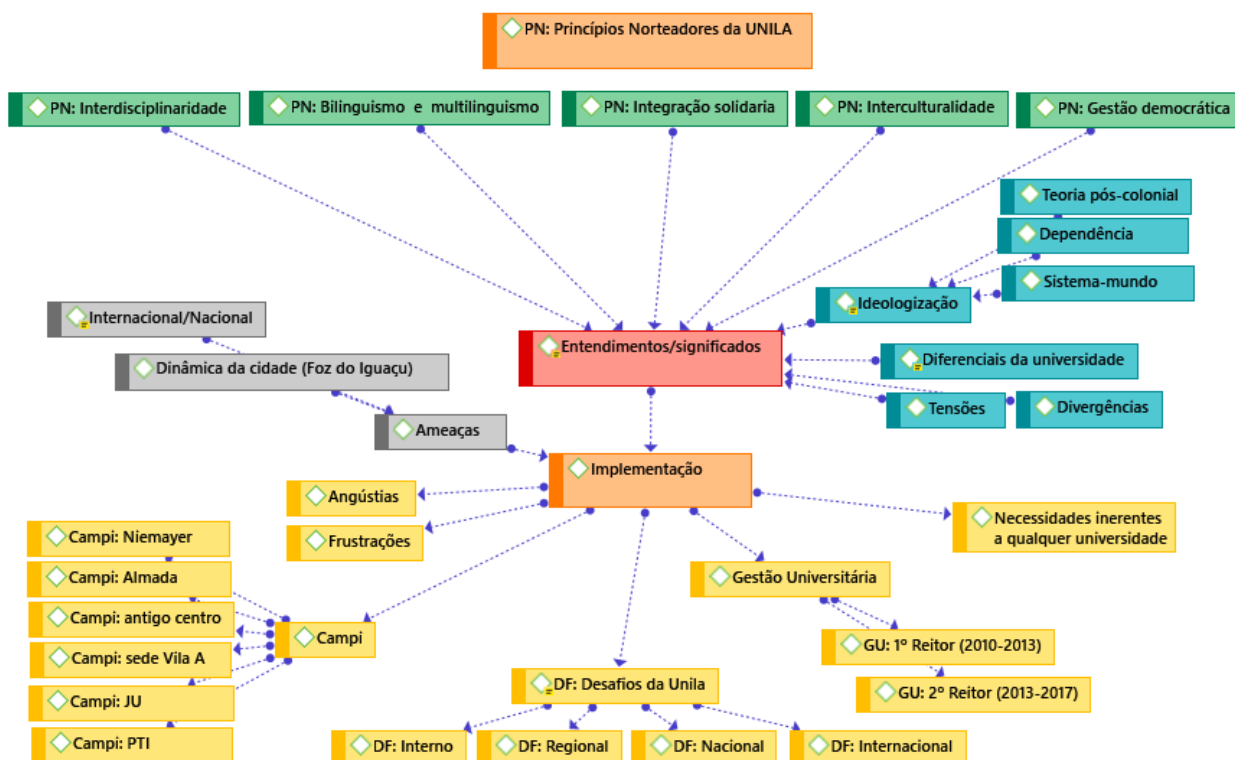 PN: Princípios Norteadores da UNILA
PN: Interdisciplinaridade
PN: Bilinguismo e multilinguismo
PN: Integração solidaria
PN: Interculturalidade
PN: Gestão democrática
Teoria pós-colonial
Dependência
Sistema-mundo
Ideologização
Internacional/Nacional
Entendimentos/significados
Diferenciais da universidade
Dinâmica da cidade (Foz do Iguaçu)
Tensões
Divergências
Ameaças
Implementação
Angústias
Necessidades inerentes
a qualquer universidade
Frustrações
Campi: Niemayer
Campi: Almada
Gestão Universitária
Campi: antigo centro
Campi
GU: 1º Reitor (2010-2013)
Campi: sede Vila A
DF: Desafios da Unila
GU: 2º Reitor (2013-2017)
Campi: JU
Campi: PTI
DF: Interno
DF: Regional
DF: Nacional
DF: Internacional